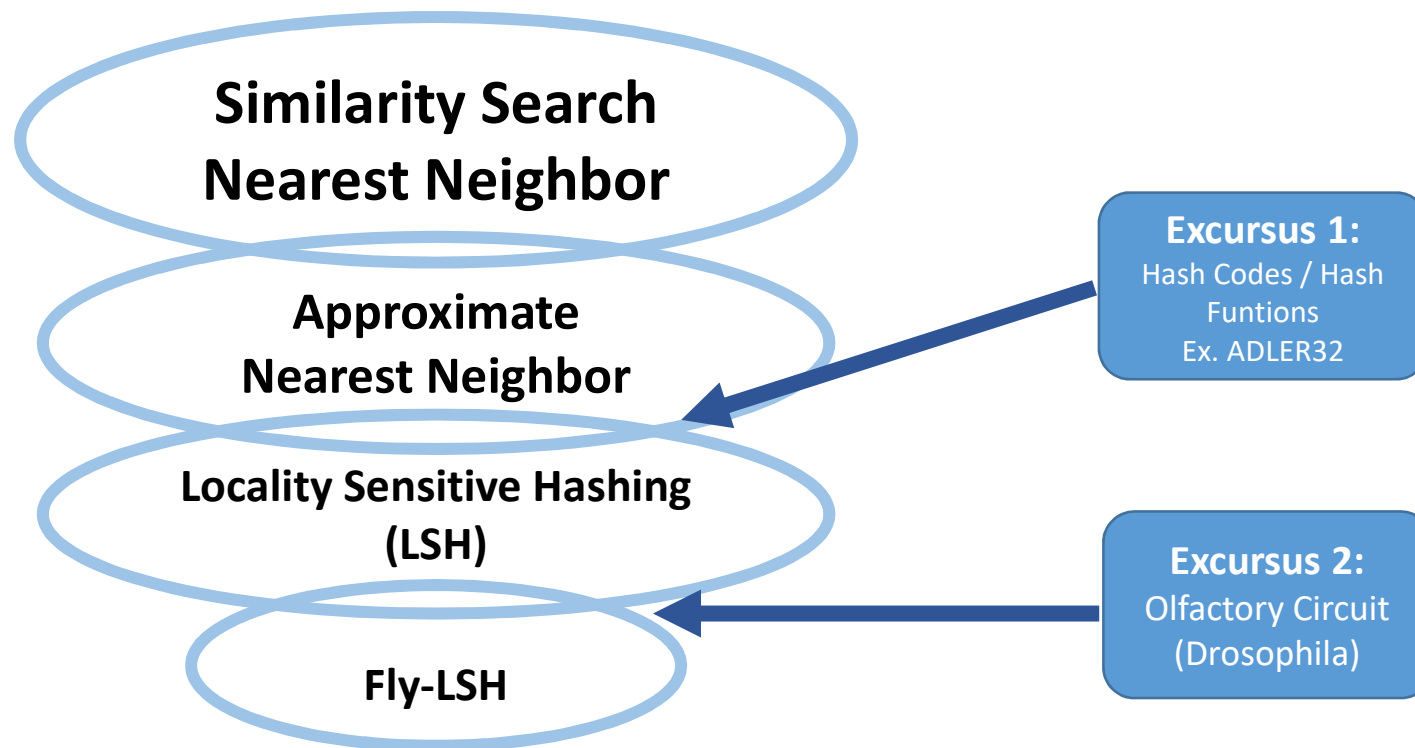 Similarity Search
Nearest Neighbor
Approximate
Nearest Neighbor
Locality Sensitive Hashing
(LSH)
Fly-LSH
Excursus 1:
Hash Codes / Hash
Funtions
Ex. ADLER32
Excursus 2:
Olfactory Circuit
(Drosophila)